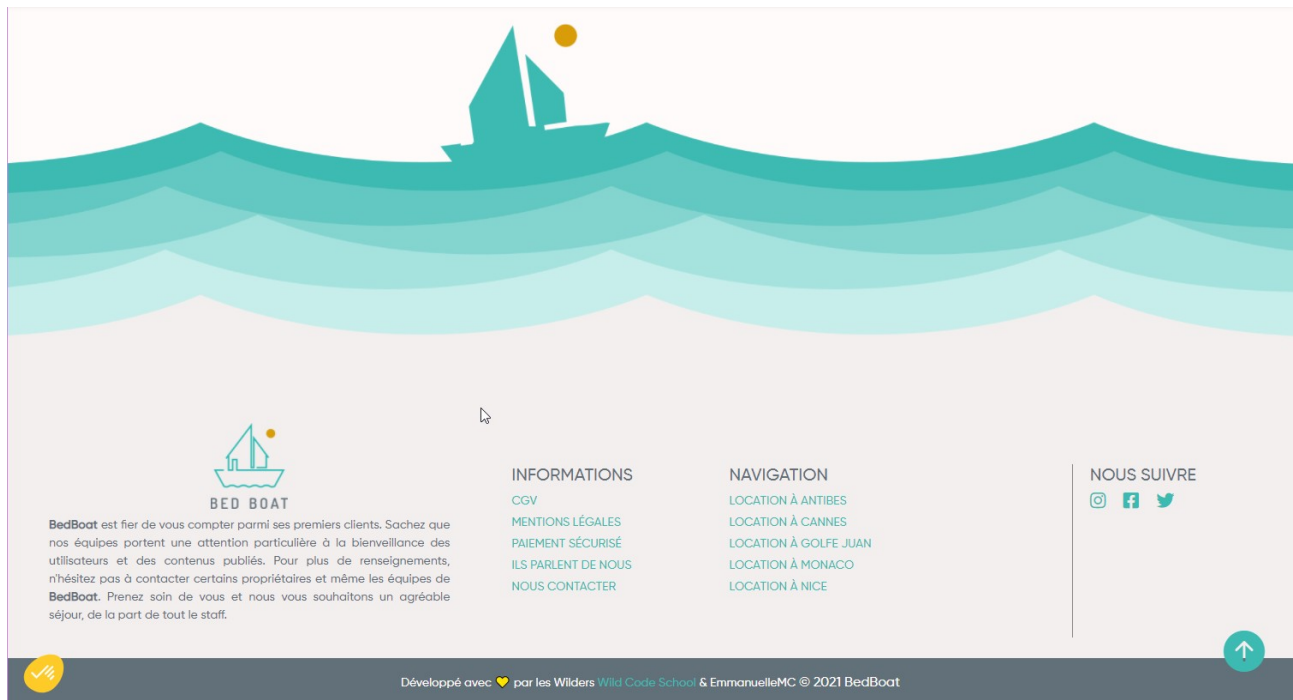 BED BOAT
BedBoat est fier de vous compter parmi ses premiers clients. Sachez que
nos équipes portent une attention particulière à la bienveillance des
utilisateurs et des contenus publiés. Pour plus de renseignements,
n'hésitez pas à contacter certains propriétaires et même les équipes de
BedBoat. Prenez soin de vous et nous vous souhaitons un agréable
séjour, de la part de tout le staff.
INFORMATIONS
CGV
MENTIONS LÉGALES
PAIEMENT SÉCURISÉ
ILS PARLENT DE NOUS
NOUS CONTACTER
NAVIGATION
LOCATION À ANTIBES
LOCATION À CANNES
LOCATION À GOLFE JUAN
LOCATION À MONACO
LOCATION À NICE
NOUS SUIVRE
Développé avec 💛 par les Wilders Wild Code School & EmmanuelleMC © 2021 BedBoat